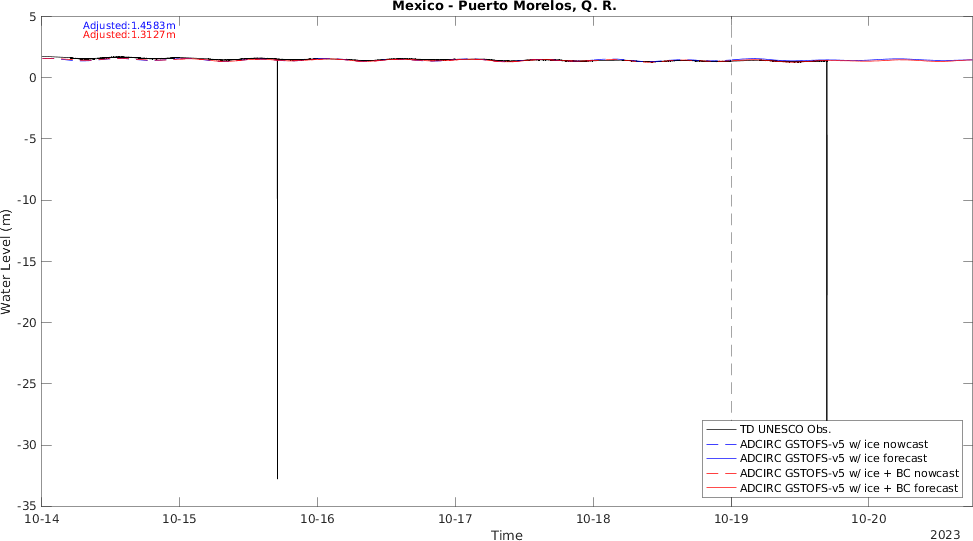 Mexico - Puerto Morelos, Q. R.
Adjusted:1.4583m
Adjusted:1.3127m
5
0
-5
-10
-15
-20
-25
-30
-35
Water Level (m)
10-14 10-15 10-16 10-17 10-18 10-19 10-20
Time
2023
TD UNESCO Obs.
ADCIRC GSTOFS-v5 w/ ice nowcast
ADCIRC GSTOFS-v5 w/ ice forecast
ADCIRC GSTOFS-v5 w/ ice + BC nowcast
ADCIRC GSTOFS-v5 w/ ice + BC forecast